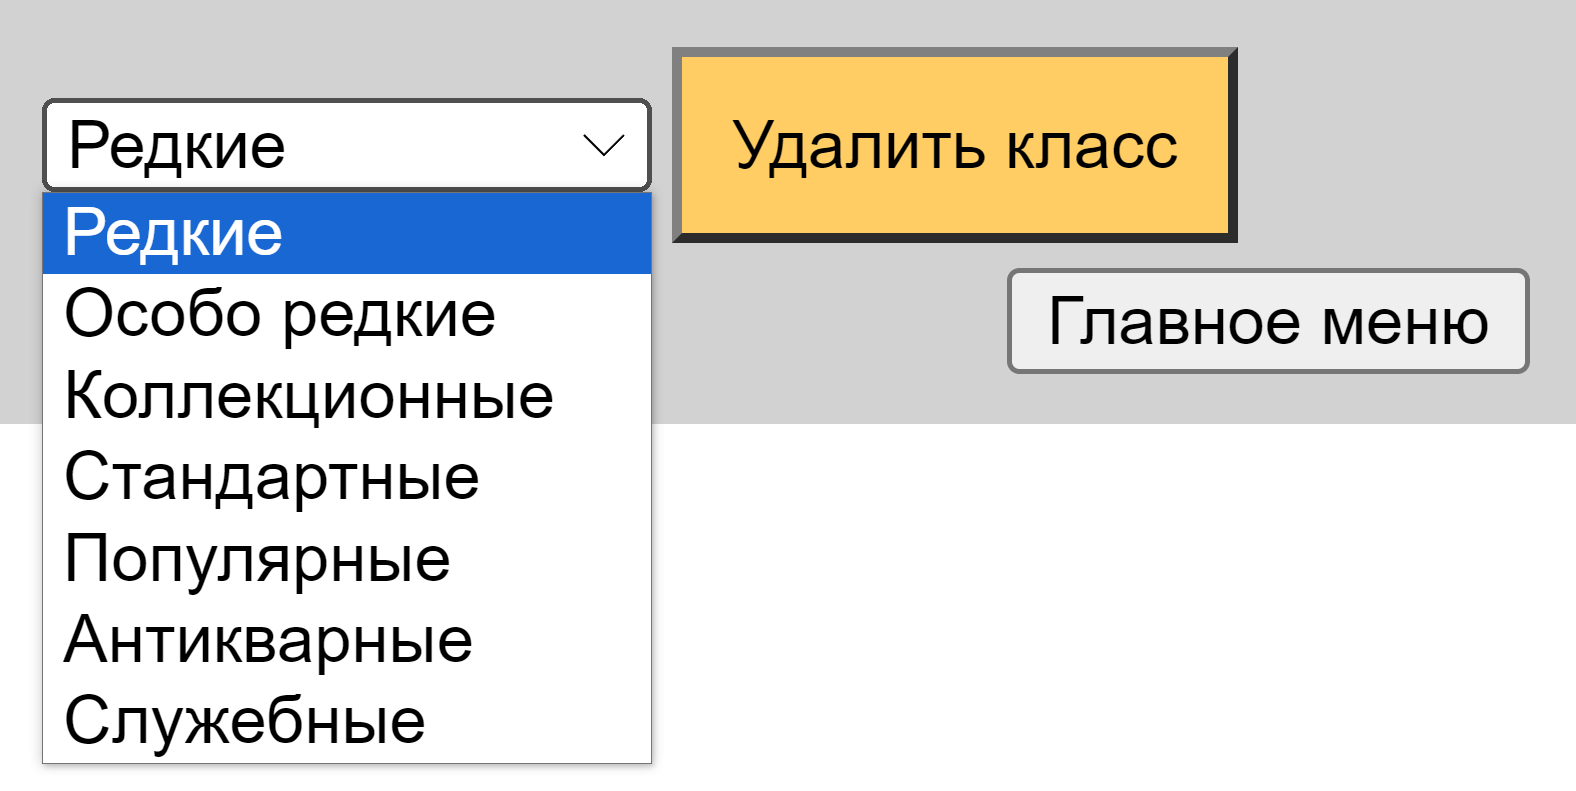 Редкие
Удалить класс
Редкие
Особо редкие
Коллекционные
Стандартные
Популярные
Антикварные
Служебные
Главное меню